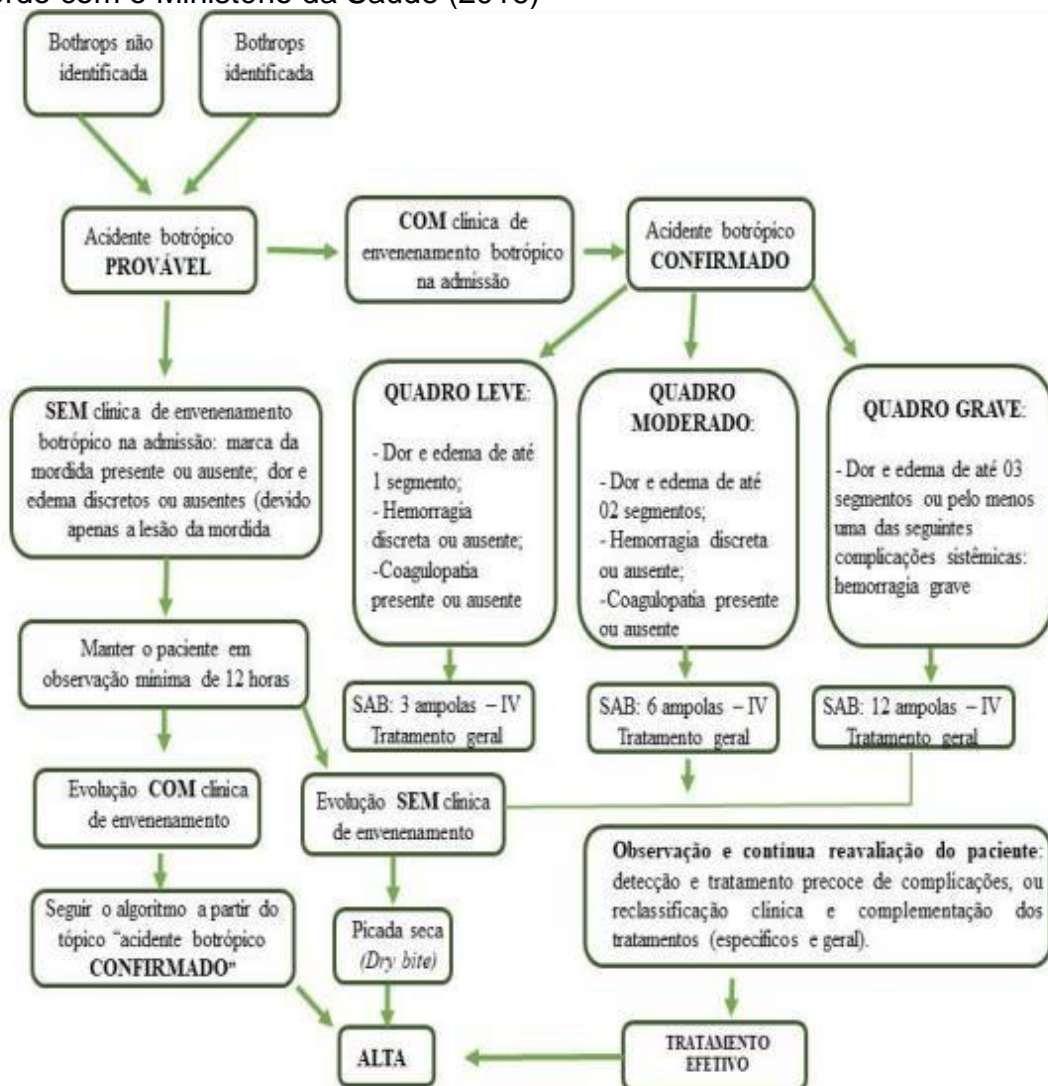 Bothrops não
identificada
Bothrops
identificada
Acidente botrópico
PROVÁVEL
COM clínica de
envenenamento botrópico
na admissão
Acidente botrópico
CONFIRMADO
SEM clinica de envenenamento
botrópico na admissão: marca da
mordida presente ou ausente; dor e
edema discretos ou ausentes (devido
apenas a lesão da mordida
QUADRO LEVE:
- Dor e edema de até
1 segmento;
- Hemorragia
discreta ou ausente;
-Coagulopatia
presente ou ausente
QUADRO
MODERADO:
- Dor e edema de até
02 segmentos;
- Hemorragia discreta
ou ausente;
-Coagulopatia presente
ou ausente
QUADRO GRAVE:
- Dor e edema de até 03
segmentos ou pelo menos
uma das seguintes
complicações sistêmicas:
hemorragia grave
Manter o paciente em
observação mínima de 12 horas
SAB: 3 ampolas – IV
Tratamento geral
SAB: 6 ampolas – IV
Tratamento geral
SAB: 12 ampolas – IV
Tratamento geral
Evolução COM clínica
de envenenamento
Evolução SEM clínica
de envenenamento
Observação e contínua reavaliação do paciente:
detecção e tratamento precoce de complicações, ou
reclassificação clínica e complementação dos
tratamentos (específicos e geral).
Seguir o algoritmo a partir do
tópico "acidente botrópico
CONFIRMADO"
Picada seca
(Dry bite)
ALTA
TRATAMENTO
EFETIVO